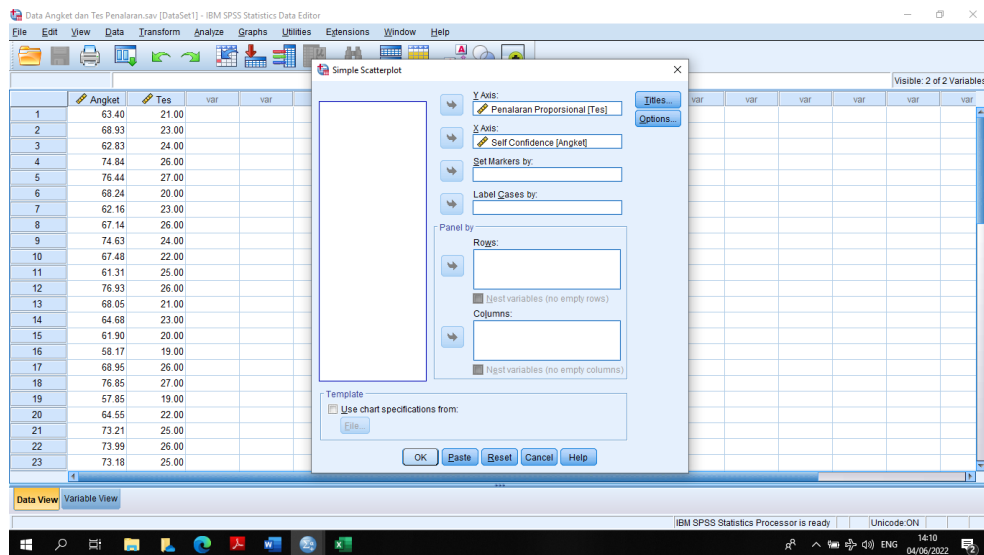 Data Angket dan Tes Penalaran.sav [DataSet1] - IBM SPSS Statistics Data Editor
File Edit View Data Transform Analyze Graphs Utilities Extensions Window Help
Simple Scatterplot
Visible: 2 of 2 Variables
Angket Tes var var var var var var var var
1 63.40 21.00
2 68.93 23.00
3 62.83 24.00
4 74.84 26.00
5 76.44 27.00
6 68.24 20.00
7 62.16 23.00
8 67.14 26.00
9 74.63 24.00
10 67.48 22.00
11 61.31 25.00
12 76.93 26.00
13 68.05 21.00
14 64.68 23.00
15 61.90 20.00
16 58.17 19.00
17 68.95 26.00
18 76.85 27.00
19 57.85 19.00
20 64.55 22.00
21 73.21 25.00
22 73.99 26.00
23 73.18 25.00
Y Axis:
Penalaran Proporsional [Tes]
X Axis:
Self Confidence [Angket]
Set Markers by:
Label Cases by:
Panel by
Rows:
Nest variables (no empty rows)
Columns:
Nest variables (no empty columns)
Titles...
Options...
Template
Use chart specifications from:
File...
OK Paste Reset Cancel Help
Data View Variable View
IBM SPSS Statistics Processor is ready Unicode:ON
ENG 14:10
04/06/2022